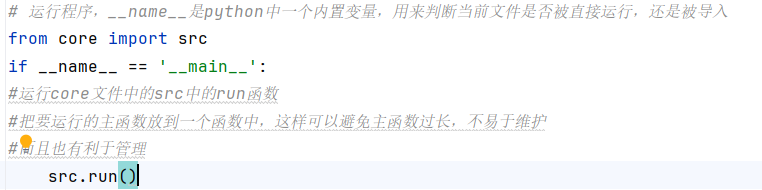 # 运行程序，__name__是python中一个内置变量，用来判断当前文件是否被直接运行，还是被导入
from core import src
if __name__ == '__main__':
#运行core文件中的src中的run函数
#把要运行的主函数放到一个函数中，这样可以避免主函数过长，不易于维护
#而且也有利于管理
    src.run()